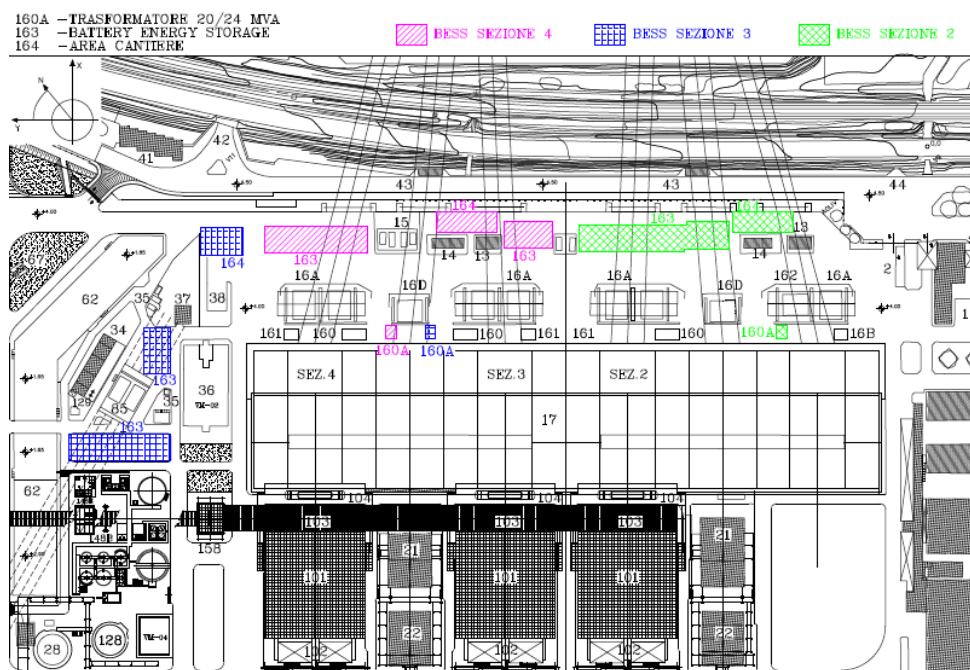 160A -TRASFORMATORE 20/24 MVA
163 -BATTERY ENERGY STORAGE
164 -AREA CANTIERE
BESS SEZIONE 4
BESS SEZIONE 3
BESS SEZIONE 2
X
N
Y
41
42
43
43
44
164
163
164
15
14
13
163
163
14
13
2
67
164
62
35
37
38
16A
16D
16A
16A
16D
162
16A
34
161
160
160A
160A
160
161
161
160
160A
16B
163
SEZ.4
SEZ.3
SEZ.2
36
129
85
35
17
163
62
104
104
104
103
103
103
158
21
21
101
101
101
22
22
28
128
102
102
102